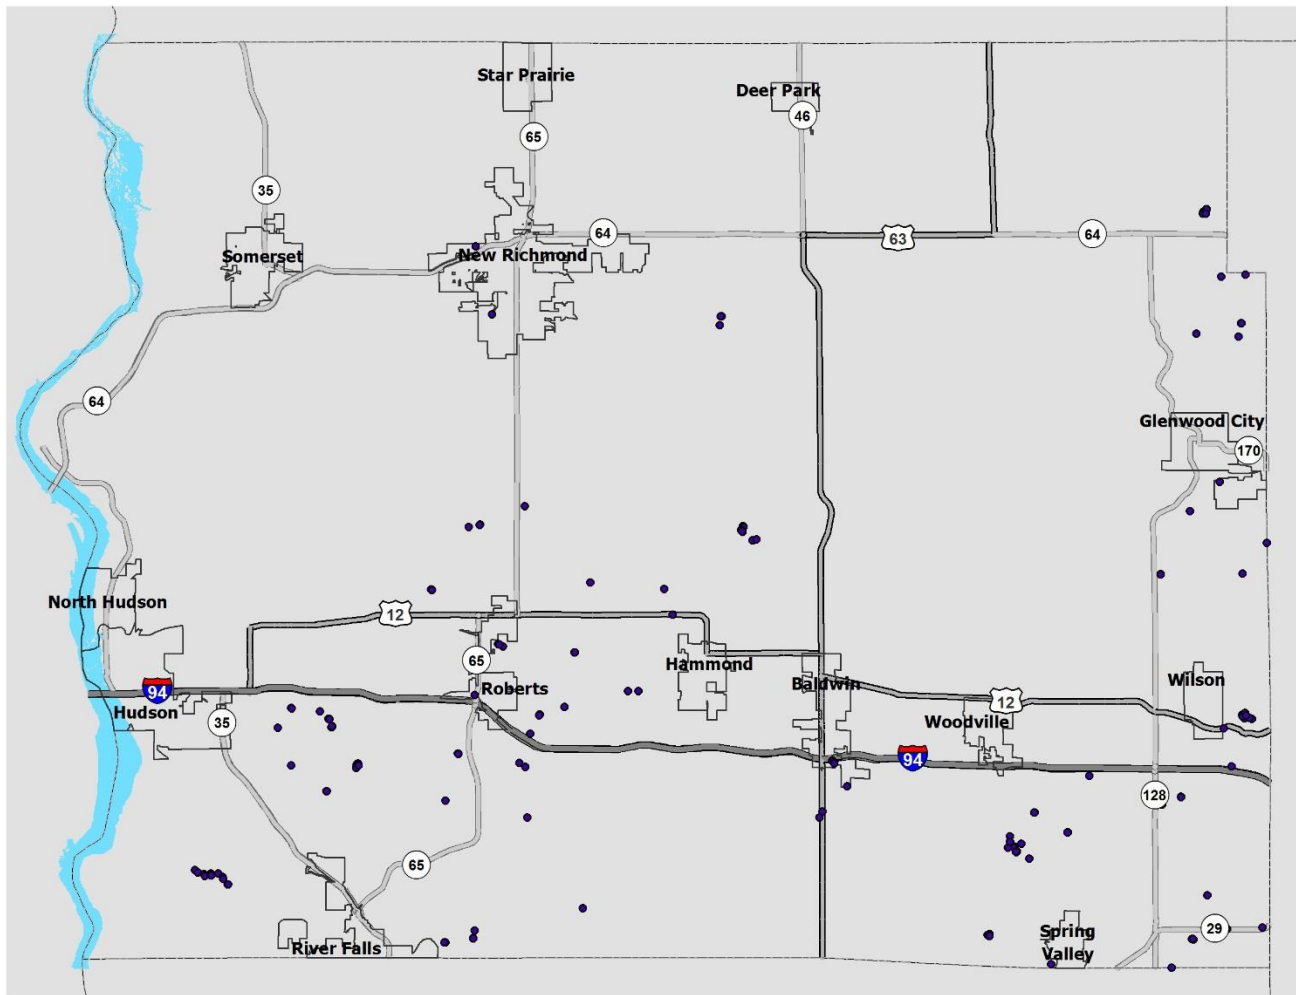 Star Prairie
Deer Park
46
65
35
64
63
64
Somerset
New Richmond
64
Glenwood City
170
North Hudson
12
65
Hammond
Roberts
94
Hudson
35
Baldwin
Wilson
12
Woodville
94
128
65
29
River Falls
Spring
Valley